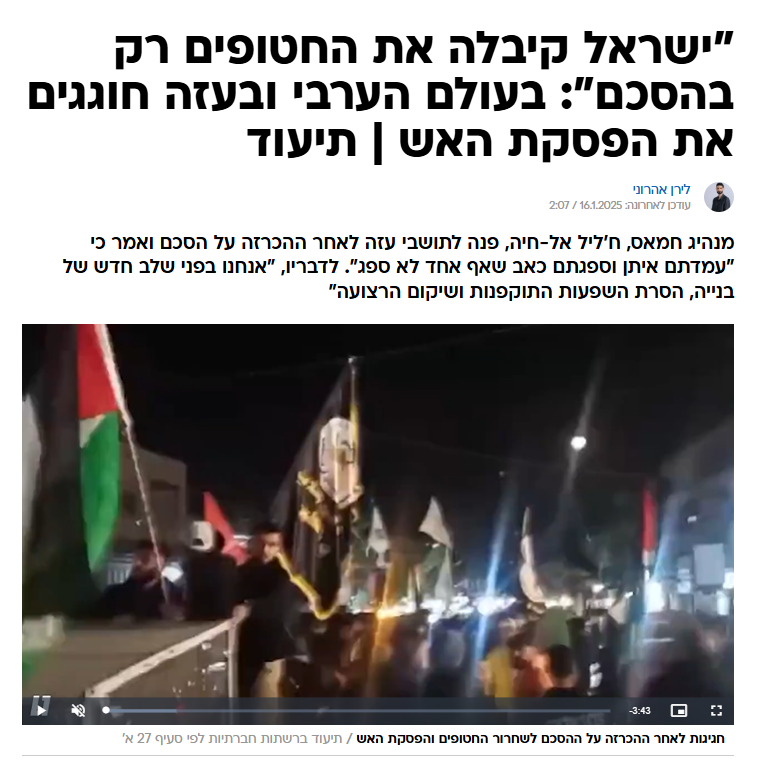 "ישראל קיבלה את החטופים רק
בהסכם": בעולם הערבי ובעזה חוגגים
את הפסקת האש | תיעוד
לירן אהרוני
עודכן לאחרונה: 16.1.2025 / 2:07
מנהיג חמאס, ח'ליל אל-חיה, פנה לתושבי עזה לאחר ההכרזה על הסכם ואמר כי
"עמדתם איתן וספגתם כאב שאף אחד לא ספג". לדבריו, "אנחנו בפני שלב חדש של
בנייה, הסרת השפעות התוקפנות ושיקום הרצועה"
-3:43
חגיגות לאחר ההכרזה על ההסכם לשחרור החטופים והפסקת האש / תיעוד ברשתות חברתיות לפי סעיף 27 א'